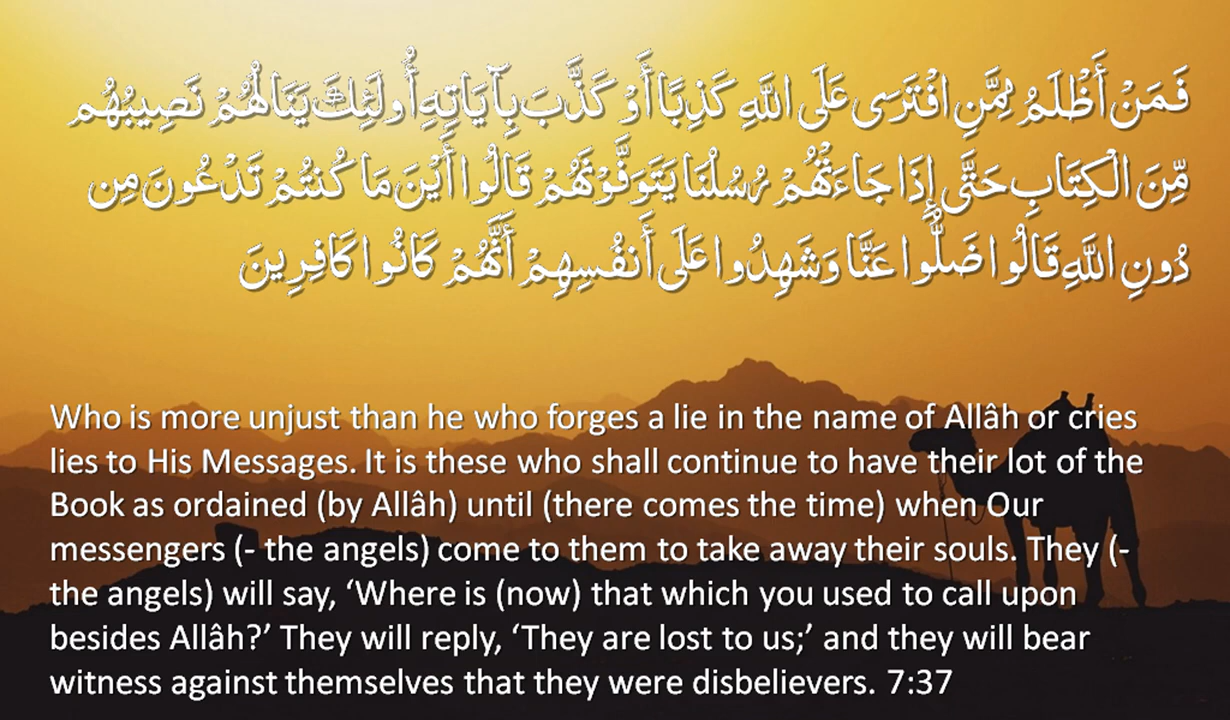 فَمَنْ أَظْلَمُ مِمَّنِ افْتَرَىٰ عَلَى اللَّهِ كَذِبًا أَوْ كَذَّبَ بِآيَاتِهِ أُولَٰئِكَ يَنَالُهُمْ نَصِيبُهُم
مِّنَ الْكِتَابِ حَتَّىٰ إِذَا جَاءَتْهُمْ رُسُلُنَا يَتَوَفَّوْنَهُمْ قَالُوا أَيْنَ مَا كُنتُمْ تَدْعُونَ مِن
دُونِ اللَّهِ قَالُوا ضَلُّوا عَنَّا وَشَهِدُوا عَلَىٰ أَنفُسِهِمْ أَنَّهُمْ كَانُوا كَافِرِينَ
Who is more unjust than he who forges a lie in the name of Allâh or cries
lies to His Messages. It is these who shall continue to have their lot of the
Book as ordained (by Allâh) until (there comes the time) when Our
messengers (- the angels) come to them to take away their souls. They (-
the angels) will say, ‘Where is (now) that which you used to call upon
besides Allâh?’ They will reply, ‘They are lost to us;’ and they will bear
witness against themselves that they were disbelievers. 7:37